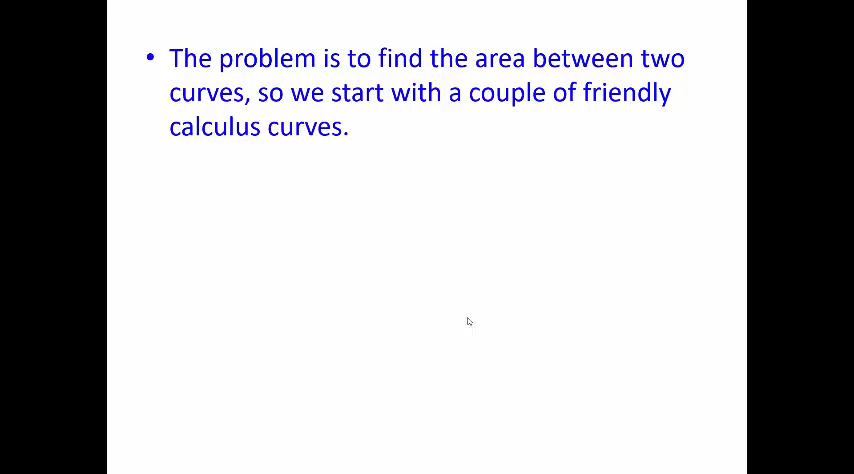 • The problem is to find the area between two
curves, so we start with a couple of friendly
calculus curves.